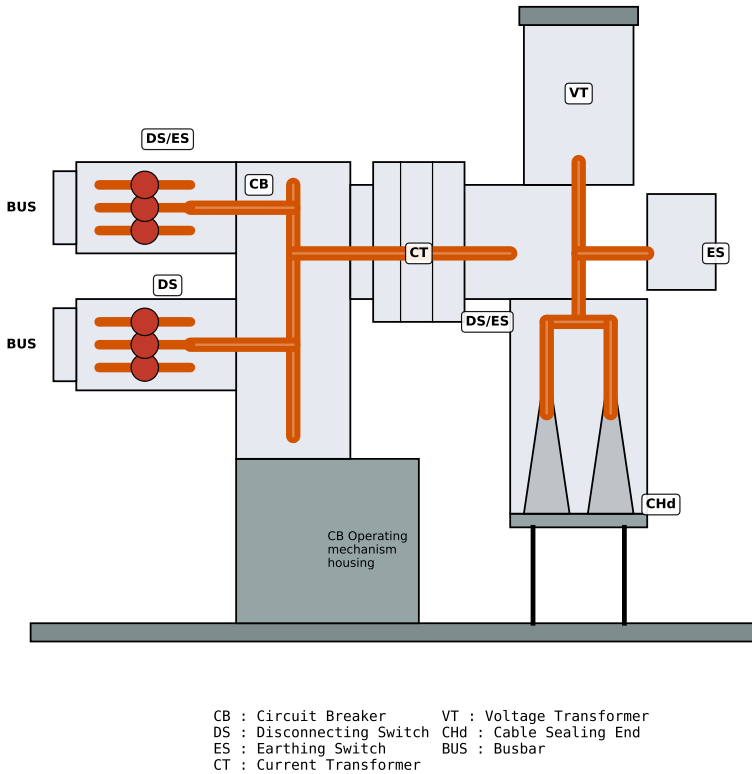 VT
DS/ES
CB
BUS
CT
ES
DS
DS/ES
BUS
CHd
CB Operating
mechanism
housing
CB : Circuit Breaker
DS : Disconnecting Switch
ES : Earthing Switch
CT : Current Transformer
VT : Voltage Transformer
CHd : Cable Sealing End
BUS : Busbar